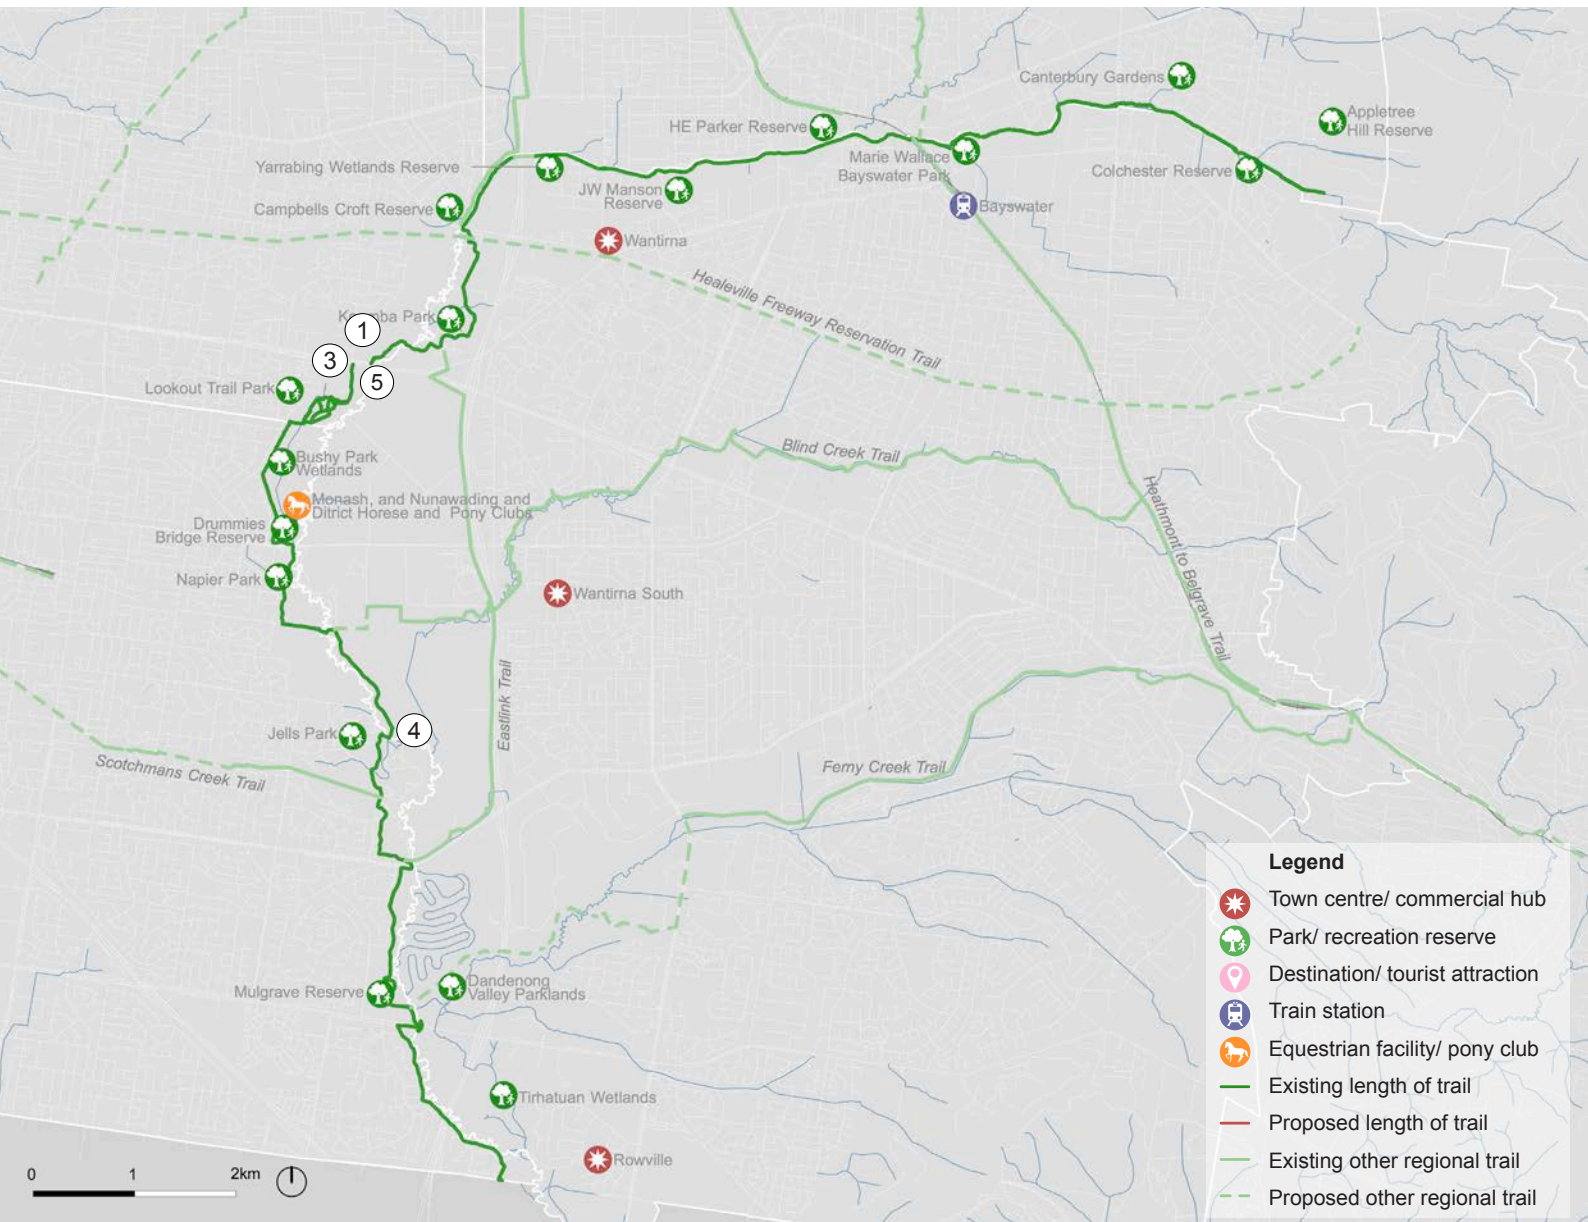 Canterbury Gardens
Appletree
Hill Reserve
HE Parker Reserve
Marie Wallace
Bayswater Park
Colchester Reserve
Yarrabing Wetlands Reserve
JW Manson
Reserve
Campbells Croft Reserve
Bayswater
Wantirna
Healeville Freeway Reservation Trail
Park
1
3
5
Lookout Trail Park
Blind Creek Trail
Bushy Park
Wetlands
Monash, and Nunawading and
Ditrict Horese and Pony Clubs
Drummies
Bridge Reserve
Heathmont to Belgrave Trail
Napier Park
Wantirna South
Eastlink Trail
4
Jells Park
Scotchmans Creek Trail
Ferny Creek Trail
Legend
Town centre/ commercial hub
Park/ recreation reserve
Destination/ tourist attraction
Train station
Equestrian facility/ pony club
Existing length of trail
Proposed length of trail
Existing other regional trail
Proposed other regional trail
Mulgrave Reserve
Dandenong
Valley Parklands
Tirhatuan Wetlands
Rowville
0 1 2km